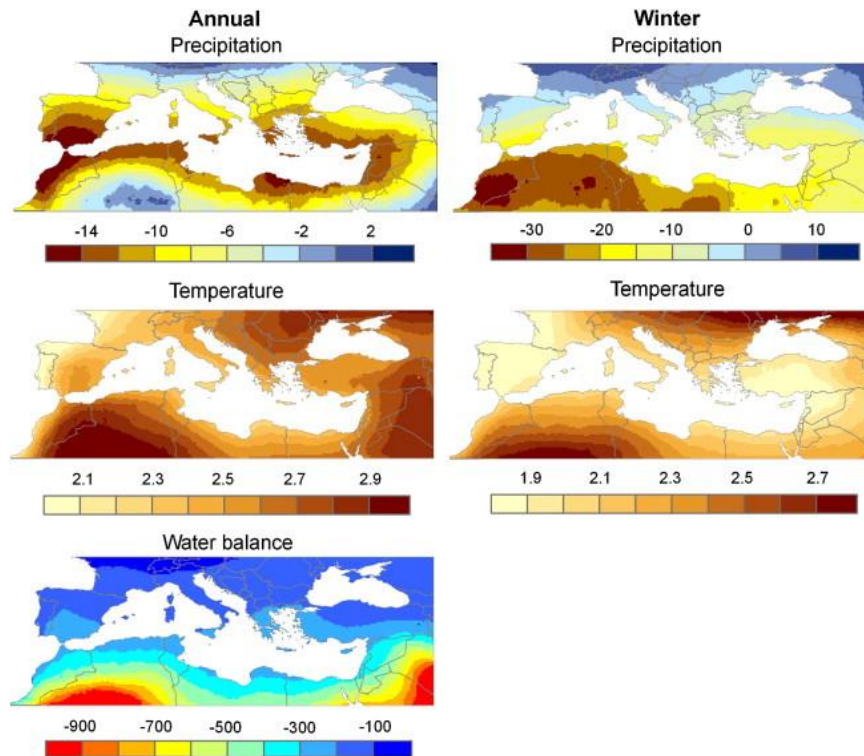 Annual
Precipitation
-14 -10 -6 -2 2
Winter
Precipitation
-30 -20 -10 0 10
Temperature
2.1 2.3 2.5 2.7 2.9
Temperature
1.9 2.1 2.3 2.5 2.7
Water balance
-900 -700 -500 -300 -100